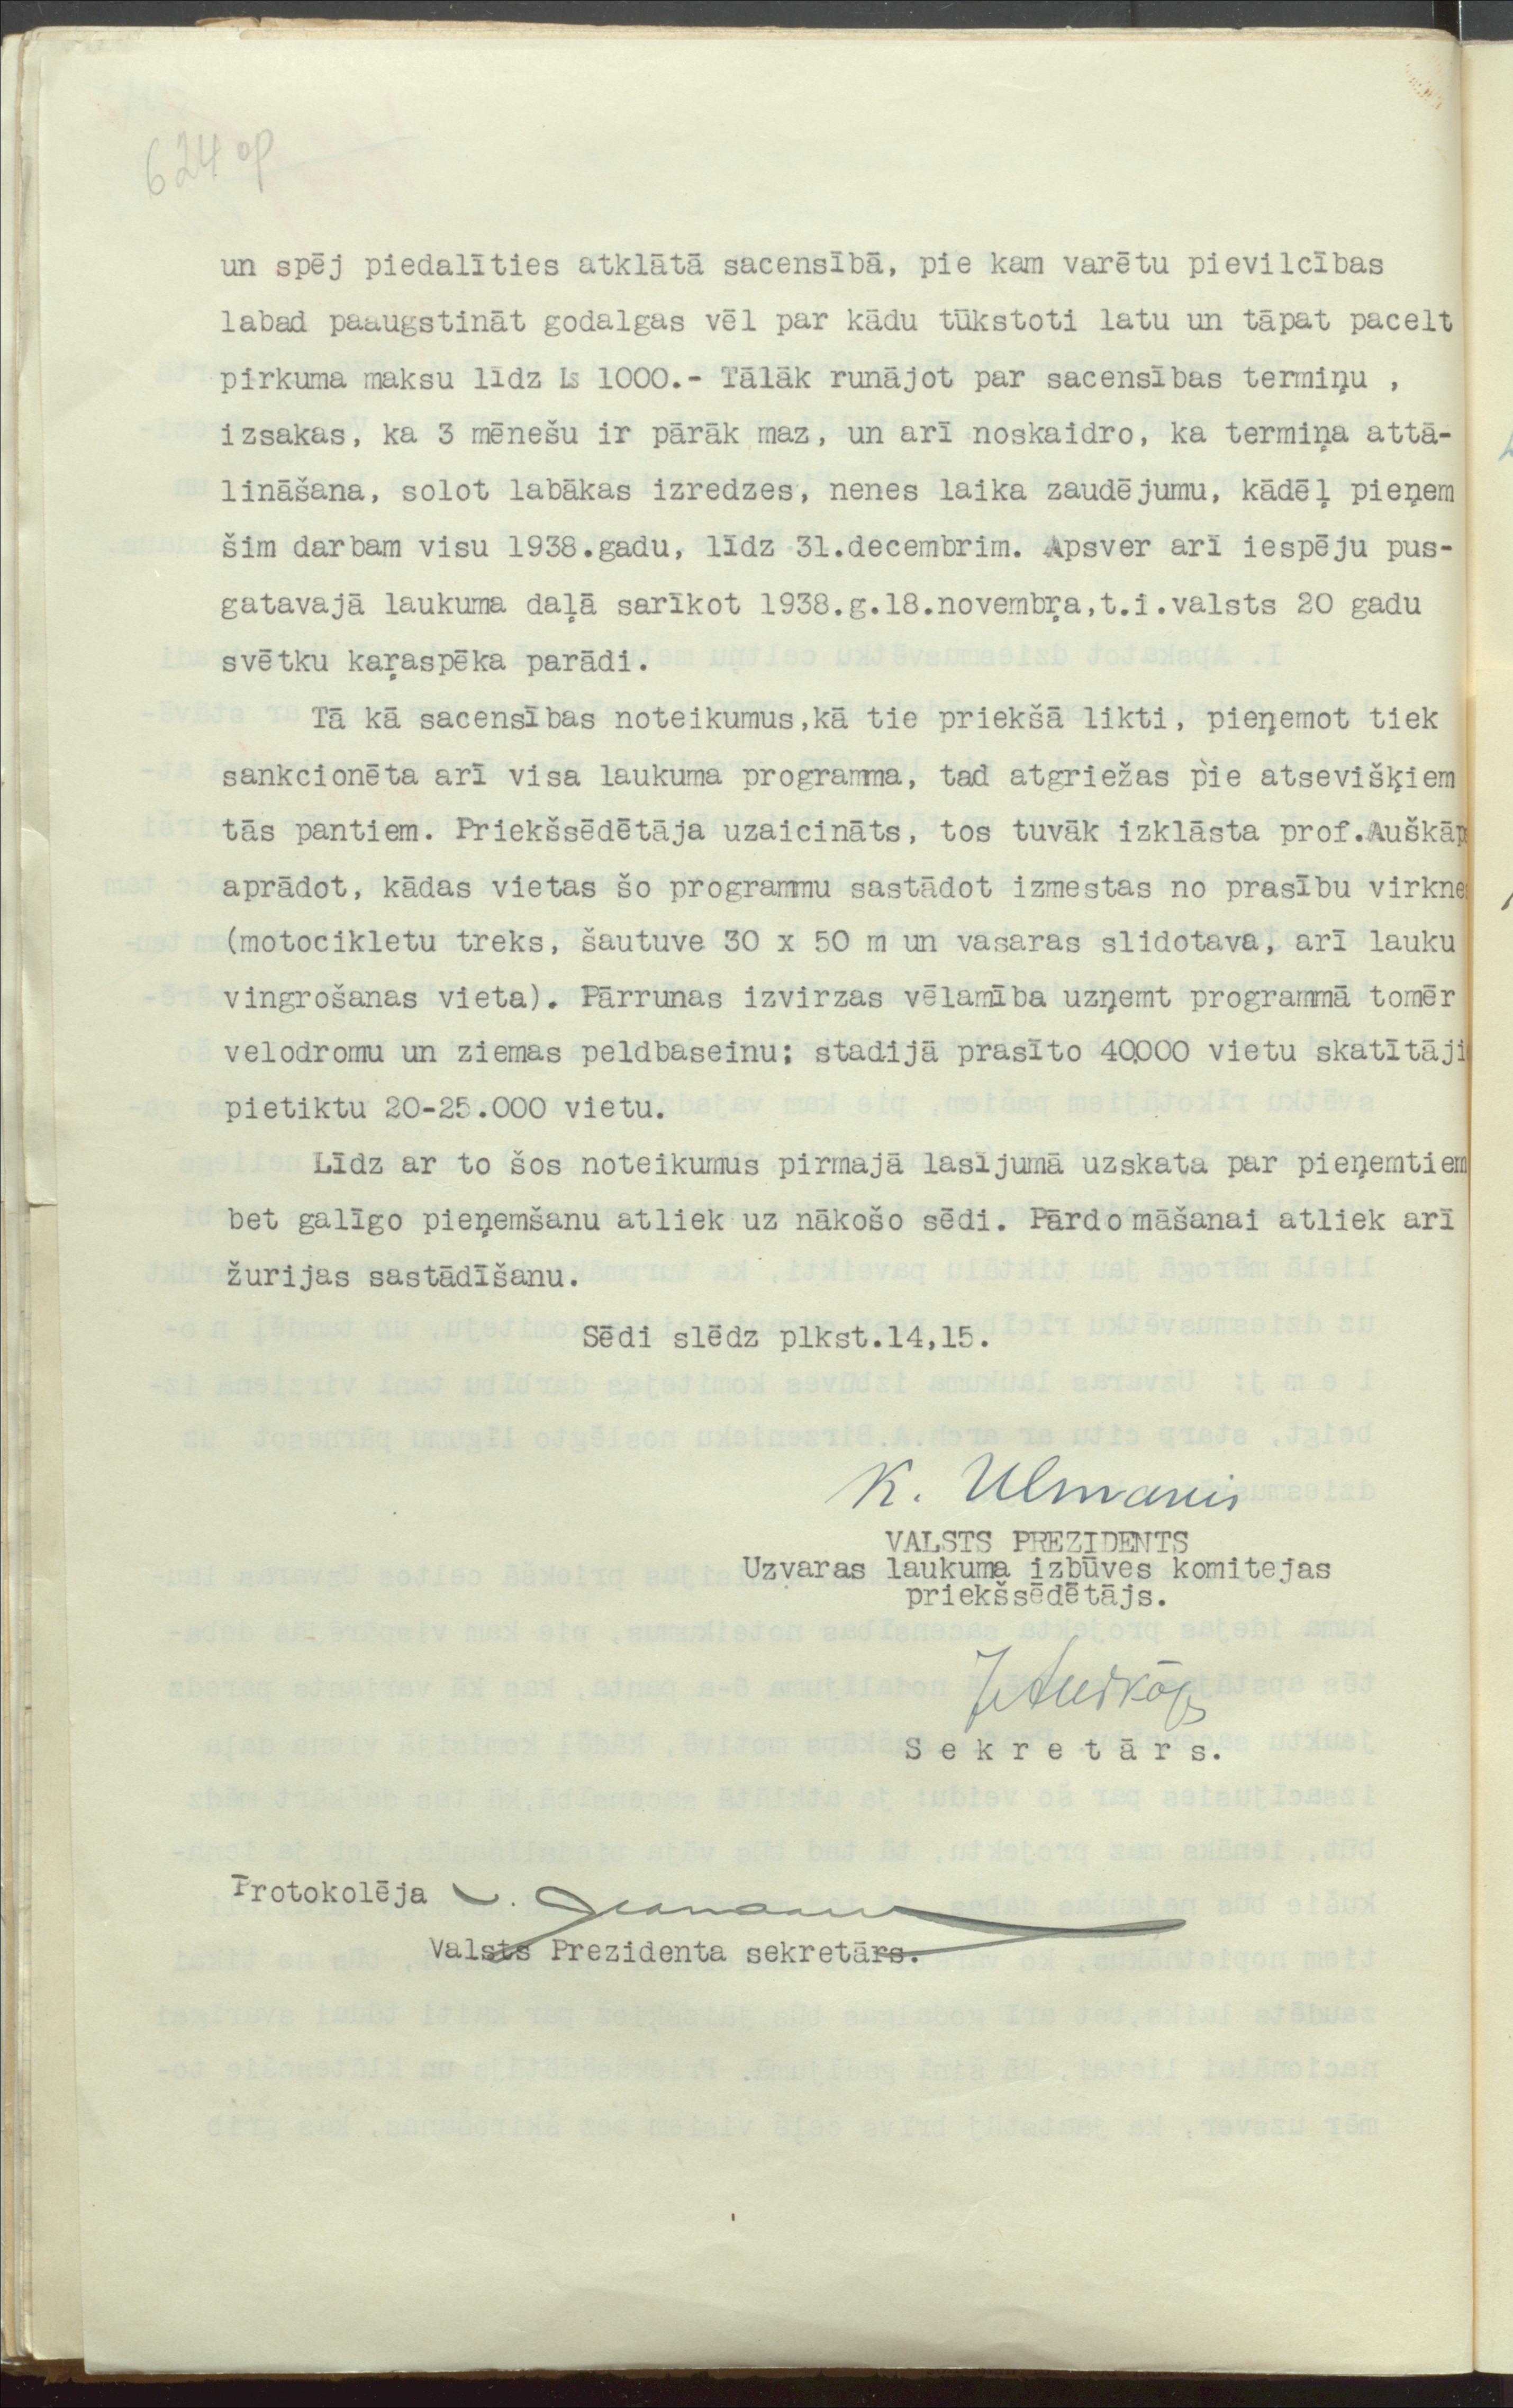 624 op
un spēj piedalīties atklātā sacensībā, pie kam varētu pievilcības
labad paaugstināt godalgas vēl par kādu tūkstoti latu un tāpat pacelt
pirkuma maksu līdz Ls 1000.- Tālāk runājot par sacensības termiņu ,
izsakas, ka 3 mēnešu ir pārāk maz, un arī noskaidro, ka termiņa attā-
lināšana, solot labākas izredzes, nenes laika zaudējumu, kādēļ pieņem
šim darbam visu 1938.gadu, līdz 31.decembrim. Apsver arī iespēju pus-
gatavajā laukuma daļā sarīkot 1938.g.18.novembŗa,t.i.valsts 20 gadu
svētku kaŗaspēka parādi.
Tā kā sacensības noteikumus,kā tie priekšā likti, pieņemot tiek
sankcionēta arī visa laukuma programma, tad atgriežas pie atsevišķiem
tās pantiem. Priekšsēdētāja uzaicināts, tos tuvāk izklāsta prof.Auškāp
aprādot, kādas vietas šo programmu sastādot izmestas no prasību virkne
(motocikletu treks, šautuve 30 x 50 m un vasaras slidotava, arī lauku
vingrošanas vieta). Pārrunas izvirzas vēlamība uzņemt programmā tomēr
velodromu un ziemas peldbaseinu; stadijā prasīto 40000 vietu skatītāji
pietiktu 20-25.000 vietu.
Līdz ar to šos noteikumus pirmajā lasījumā uzskata par pieņemtiem
bet galīgo pieņemšanu atliek uz nākošo sēdi. Pārdomāšanai atliek arī
žurijas sastādīšanu.
Sēdi slēdz plkst.14,15.
K. Ulmanis
VALSTS PREZIDENTS
Uzvaras laukuma izbūves komitejas
priekšsēdētājs.
J Auškāps
Sekretārs.
Protokolēja
Valsts Prezidenta sekretārs.